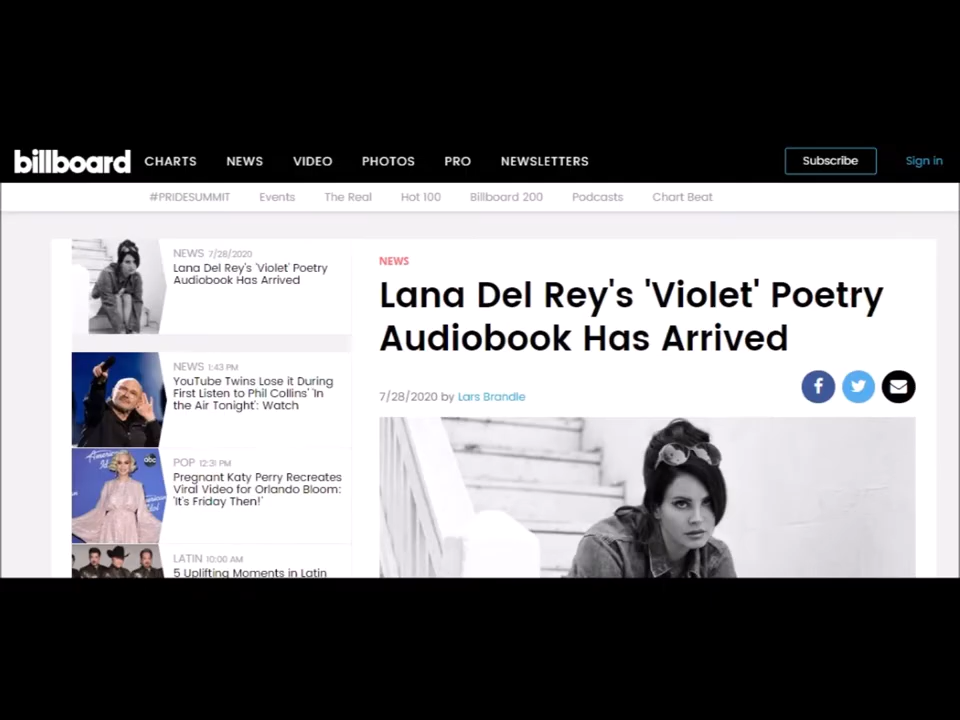 billboard CHARTS NEWS VIDEO PHOTOS PRO NEWSLETTERS Subscribe Sign in
#PRIDESUMMIT Events The Real Hot 100 Billboard 200 Podcasts Chart Beat
NEWS 7/28/2020
Lana Del Rey's 'Violet' Poetry
Audiobook Has Arrived
NEWS 1:43 PM
YouTube Twins Lose it During
First Listen to Phil Collins' 'In
the Air Tonight': Watch
abc
POP 12:31 PM
Pregnant Katy Perry Recreates
Viral Video for Orlando Bloom:
'It's Friday Then!'
LATIN 10:00 AM
5 Uplifting Moments in Latin
NEWS
Lana Del Rey's 'Violet' Poetry
Audiobook Has Arrived
7/28/2020 by Lars Brandle